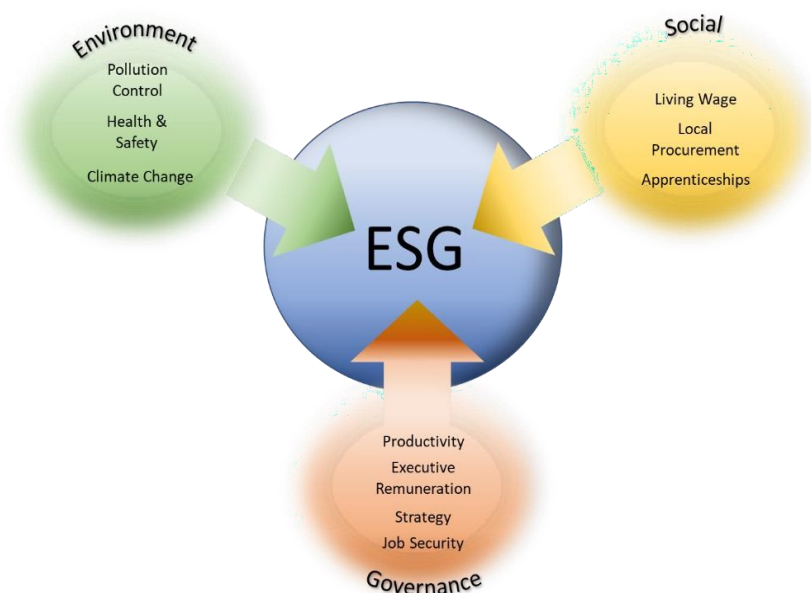 Environment
Pollution
Control
Health &
Safety
Climate Change
Social
Living Wage
Local
Procurement
Apprenticeships
ESG
Productivity
Executive
Remuneration
Strategy
Job Security
Governance